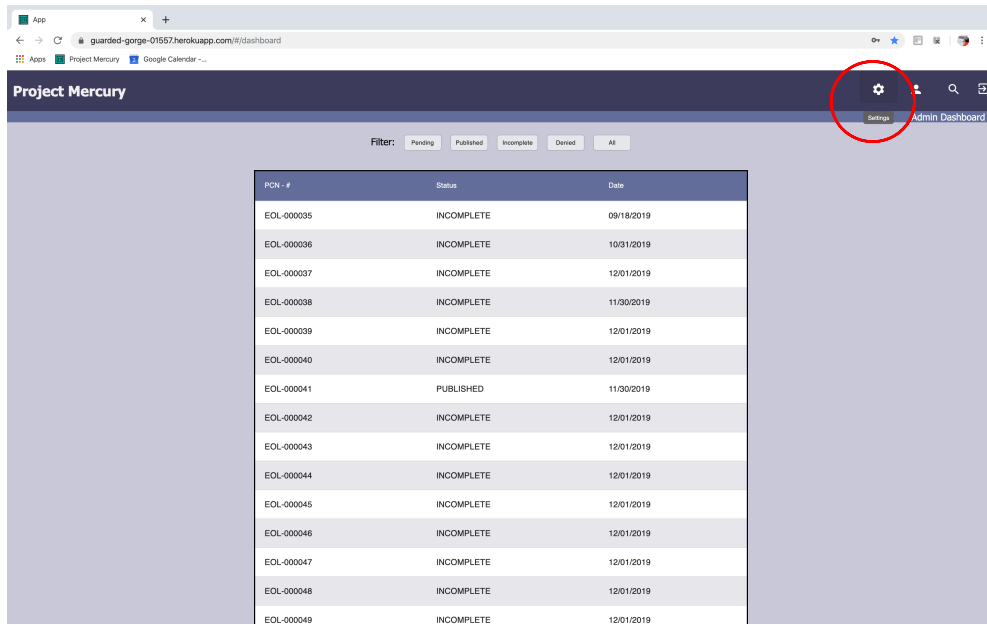 App
guarded-gorge-01557.herokuapp.com/#/dashboard
Apps Project Mercury Google Calendar -...
Project Mercury
Settings Admin Dashboard
Filter: Pending Published Incomplete Denied All
PCN - # Status Date
EOL-000035 INCOMPLETE 09/18/2019
EOL-000036 INCOMPLETE 10/31/2019
EOL-000037 INCOMPLETE 12/01/2019
EOL-000038 INCOMPLETE 11/30/2019
EOL-000039 INCOMPLETE 12/01/2019
EOL-000040 INCOMPLETE 12/01/2019
EOL-000041 PUBLISHED 11/30/2019
EOL-000042 INCOMPLETE 12/01/2019
EOL-000043 INCOMPLETE 12/01/2019
EOL-000044 INCOMPLETE 12/01/2019
EOL-000045 INCOMPLETE 12/01/2019
EOL-000046 INCOMPLETE 12/01/2019
EOL-000047 INCOMPLETE 12/01/2019
EOL-000048 INCOMPLETE 12/01/2019
EOL-000049 INCOMPLETE 12/01/2019